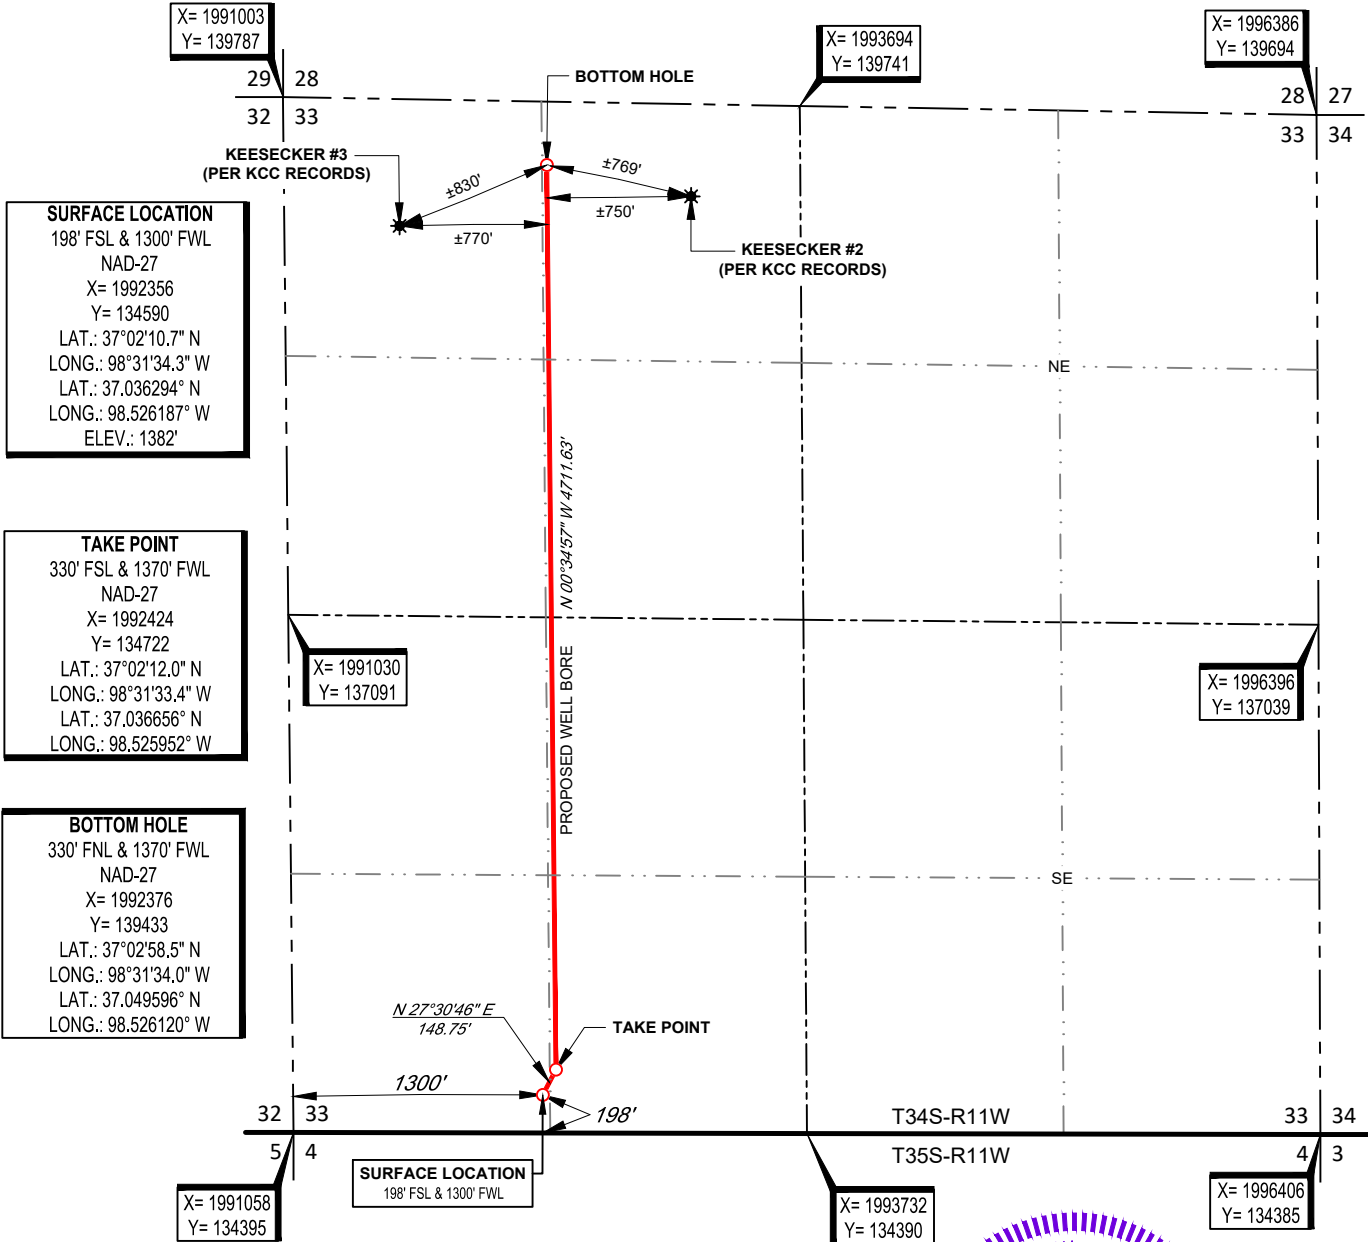 X= 1991003
Y= 139787
X= 1993694
Y= 139741
X= 1996386
Y= 139694
29 28
32 33
28 27
33 34
BOTTOM HOLE
KEESECKER #3
(PER KCC RECORDS)
±830'
±769'
±770'
±750'
KEESECKER #2
(PER KCC RECORDS)
SURFACE LOCATION
198' FSL & 1300' FWL
NAD-27
X= 1992356
Y= 134590
LAT.: 37°02'10.7" N
LONG.: 98°31'34.3" W
LAT.: 37.036294° N
LONG.: 98.526187° W
ELEV.: 1382'
NE
N 00°34'57" W 4711.63'
PROPOSED WELL BORE
TAKE POINT
330' FSL & 1370' FWL
NAD-27
X= 1992424
Y= 134722
LAT.: 37°02'12.0" N
LONG.: 98°31'33.4" W
LAT.: 37.036656° N
LONG.: 98.525952° W
X= 1991030
Y= 137091
X= 1996396
Y= 137039
BOTTOM HOLE
330' FNL & 1370' FWL
NAD-27
X= 1992376
Y= 139433
LAT.: 37°02'58.5" N
LONG.: 98°31'34.0" W
LAT.: 37.049596° N
LONG.: 98.526120° W
SE
N 27°30'46" E
148.75'
TAKE POINT
1300'
198'
32 33
5 4
T34S-R11W
T35S-R11W
33 34
4 3
SURFACE LOCATION
198' FSL & 1300' FWL
X= 1991058
Y= 134395
X= 1993732
Y= 134390
X= 1996406
Y= 134385